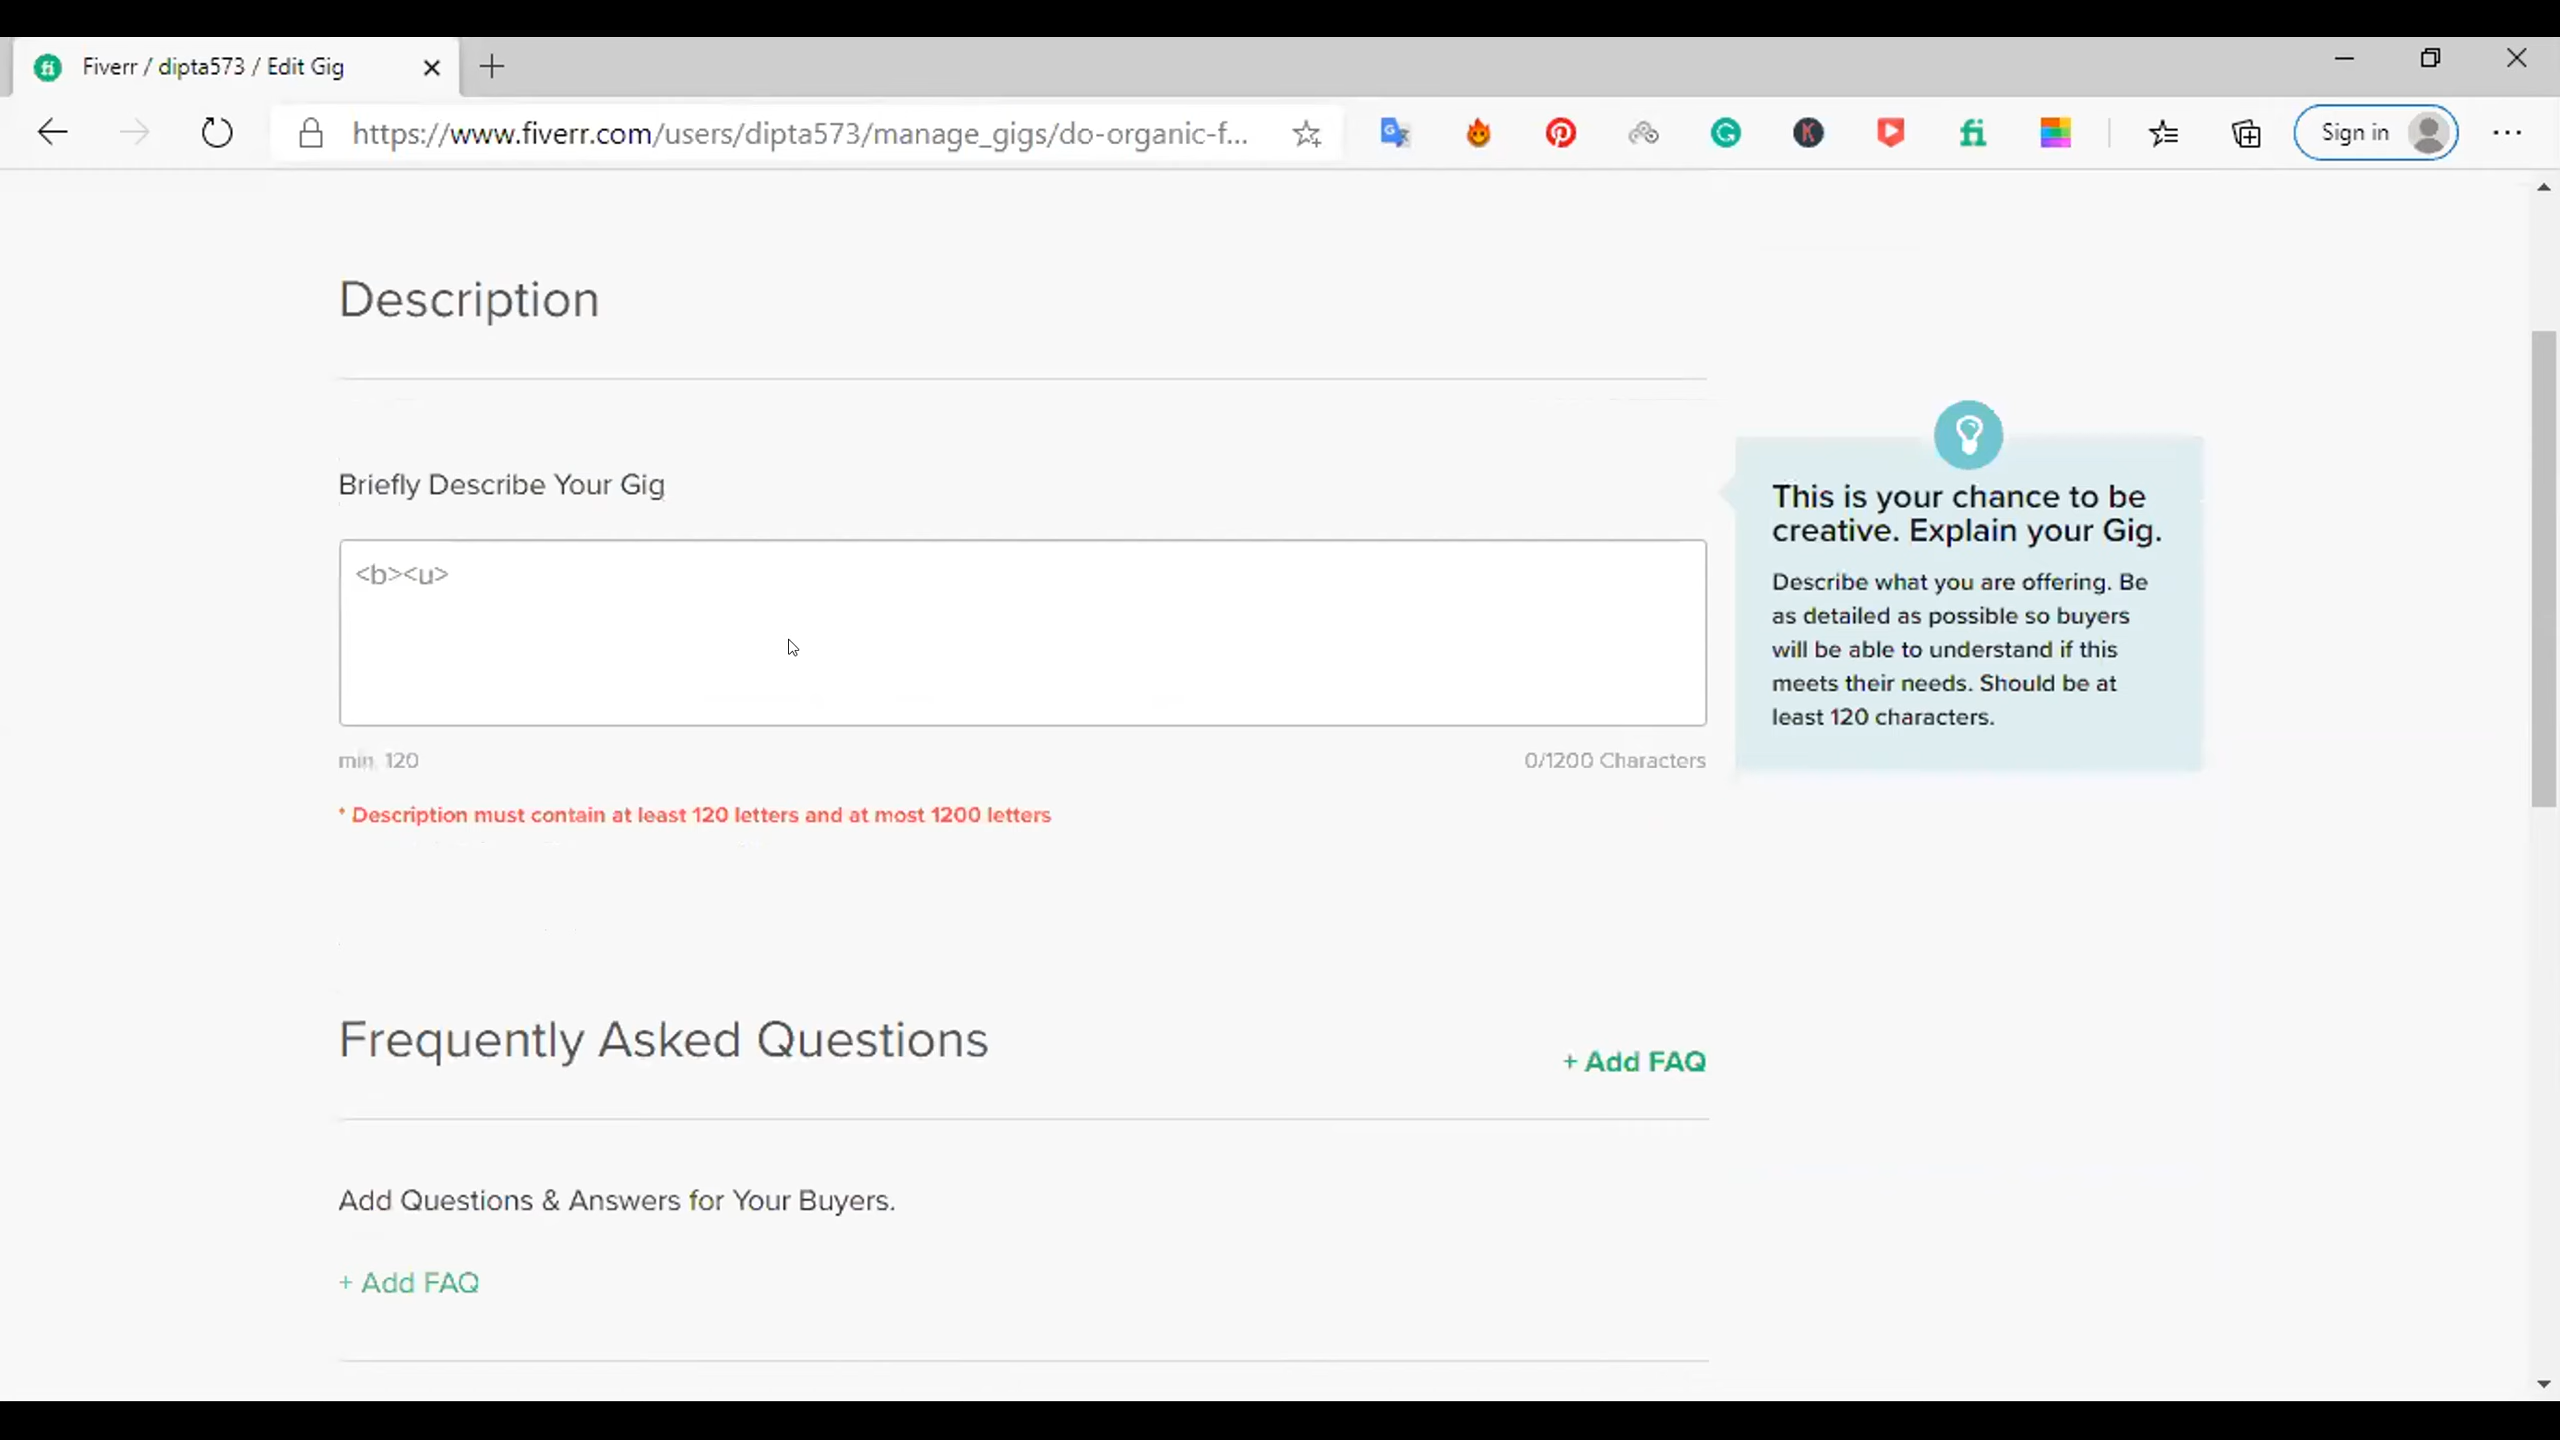 Fiverr / dipta573 / Edit Gig
https://www.fiverr.com/users/dipta573/manage_gigs/do-organic-f...
Sign in
Description
Briefly Describe Your Gig
<b><u>
min. 120
0/1200 Characters
* Description must contain at least 120 letters and at most 1200 letters
This is your chance to be
creative. Explain your Gig.
Describe what you are offering. Be
as detailed as possible so buyers
will be able to understand if this
meets their needs. Should be at
least 120 characters.
Frequently Asked Questions
+ Add FAQ
Add Questions & Answers for Your Buyers.
+ Add FAQ